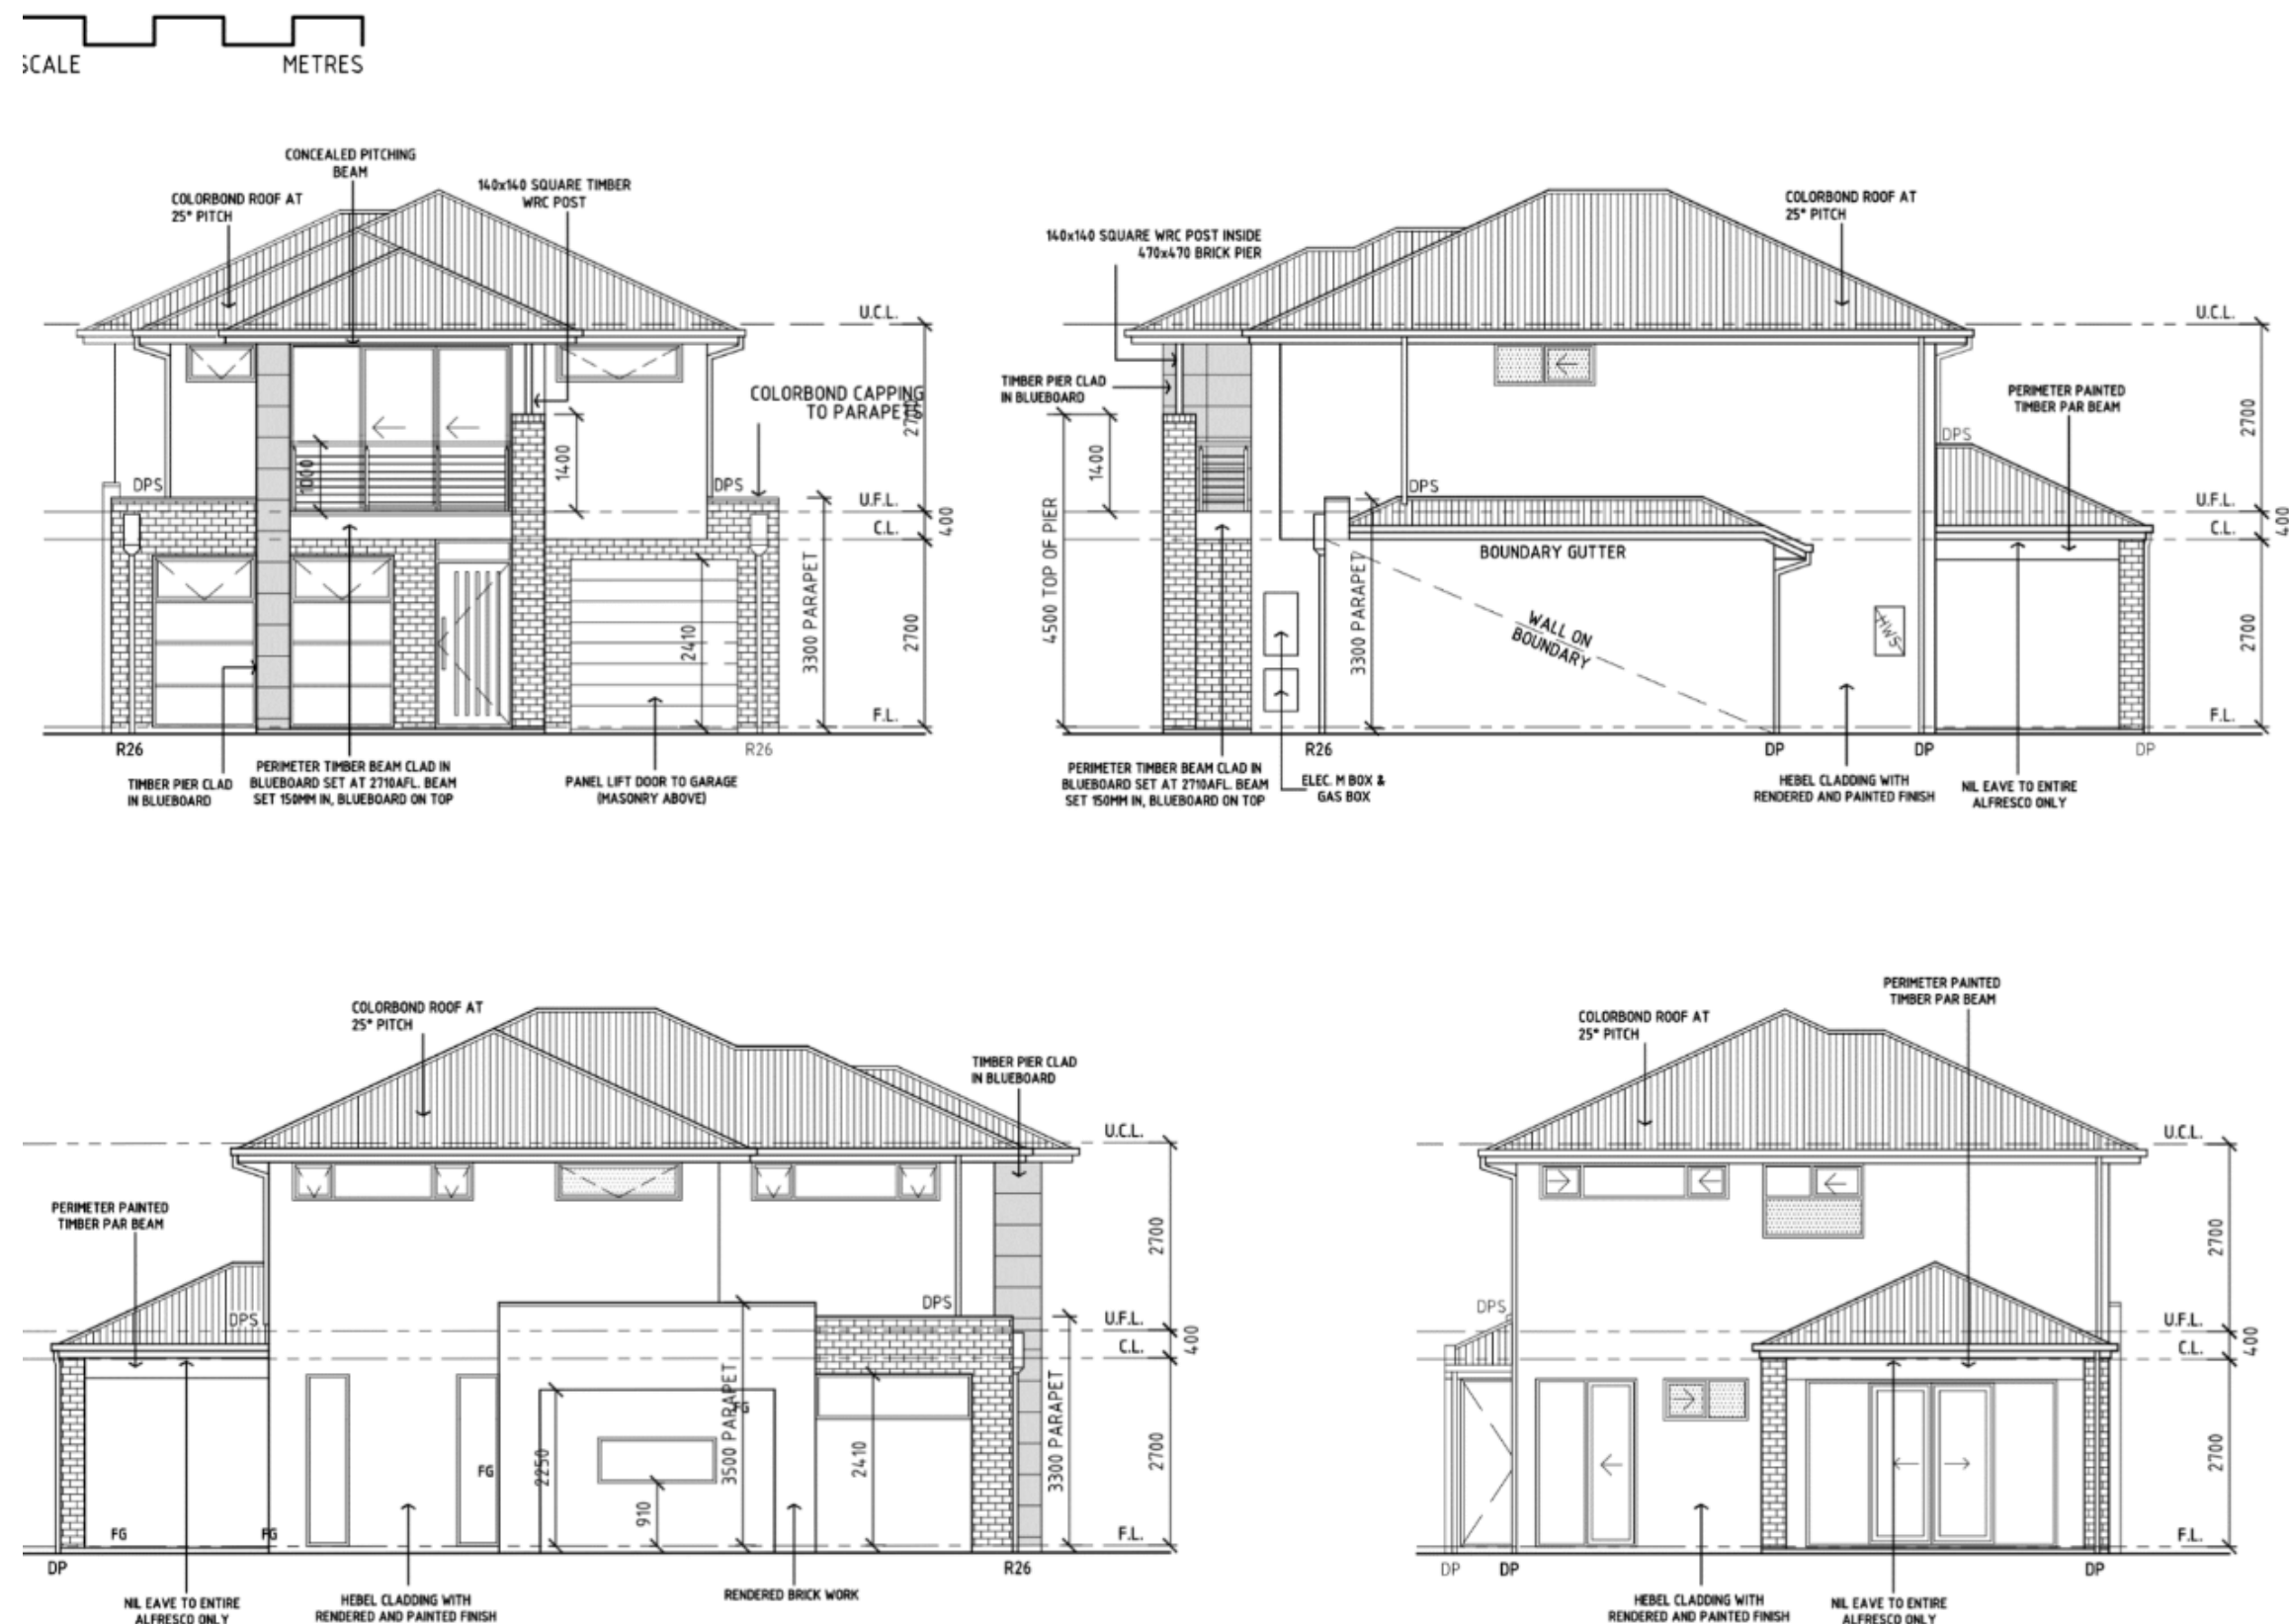 SCALE
METRES
CONCEALED PITCHING
BEAM
COLORBOND ROOF AT
25° PITCH
140x140 SQUARE TIMBER
WRC POST
U.C.L.
COLORBOND CAPPING
TO PARAPETS
2700
1000
1400
DPS
DPS
U.F.L.
C.L.
400
3300 PARAPET
2410
2700
F.L.
R26
R26
TIMBER PIER CLAD
IN BLUEBOARD
PERIMETER TIMBER BEAM CLAD IN
BLUEBOARD SET AT 2710AFL. BEAM
SET 150MM IN, BLUEBOARD ON TOP
PANEL LIFT DOOR TO GARAGE
(MASONRY ABOVE)
COLORBOND ROOF AT
25° PITCH
140x140 SQUARE WRC POST INSIDE
470x470 BRICK PIER
U.C.L.
TIMBER PIER CLAD
IN BLUEBOARD
PERIMETER PAINTED
TIMBER PAR BEAM
2700
1400
DPS
DPS
U.F.L.
C.L.
400
4500 TOP OF PIER
BOUNDARY GUTTER
3300 PARAPET
WALL ON
BOUNDARY
HWS
2700
F.L.
R26
DP
DP
DP
PERIMETER TIMBER BEAM CLAD IN
BLUEBOARD SET AT 2710AFL. BEAM
SET 150MM IN, BLUEBOARD ON TOP
ELEC. M BOX &
GAS BOX
HEBEL CLADDING WITH
RENDERED AND PAINTED FINISH
NIL EAVE TO ENTIRE
ALFRESCO ONLY
COLORBOND ROOF AT
25° PITCH
TIMBER PIER CLAD
IN BLUEBOARD
U.C.L.
PERIMETER PAINTED
TIMBER PAR BEAM
2700
DPS
DPS
U.F.L.
C.L.
400
3500 PARAPET
FG
3300 PARAPET
2250
910
2410
2700
FG
FG
FG
F.L.
DP
R26
NIL EAVE TO ENTIRE
ALFRESCO ONLY
HEBEL CLADDING WITH
RENDERED AND PAINTED FINISH
RENDERED BRICK WORK
PERIMETER PAINTED
TIMBER PAR BEAM
COLORBOND ROOF AT
25° PITCH
U.C.L.
2700
DPS
U.F.L.
C.L.
400
2700
F.L.
DP
DP
DP
HEBEL CLADDING WITH
RENDERED AND PAINTED FINISH
NIL EAVE TO ENTIRE
ALFRESCO ONLY